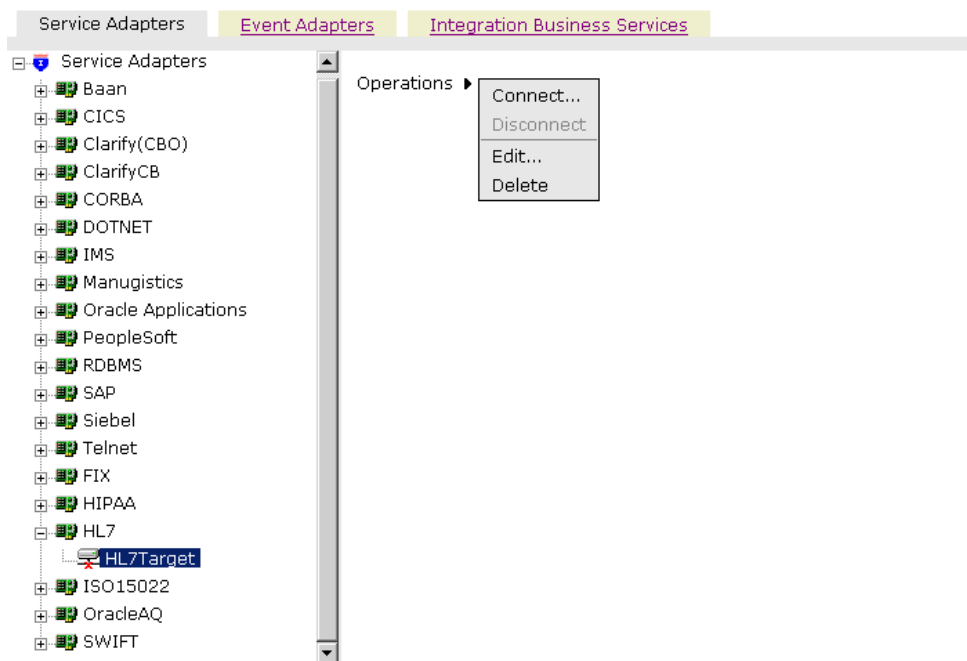 Service Adapters
Event Adapters
Integration Business Services
Service Adapters
Baan
CICS
Clarify(CBO)
ClarifyCB
CORBA
DOTNET
IMS
Manugistics
Oracle Applications
PeopleSoft
RDBMS
SAP
Siebel
Telnet
FIX
HIPAA
HL7
HL7Target
ISO15022
OracleAQ
SWIFT
Operations
Connect...
Disconnect
Edit...
Delete